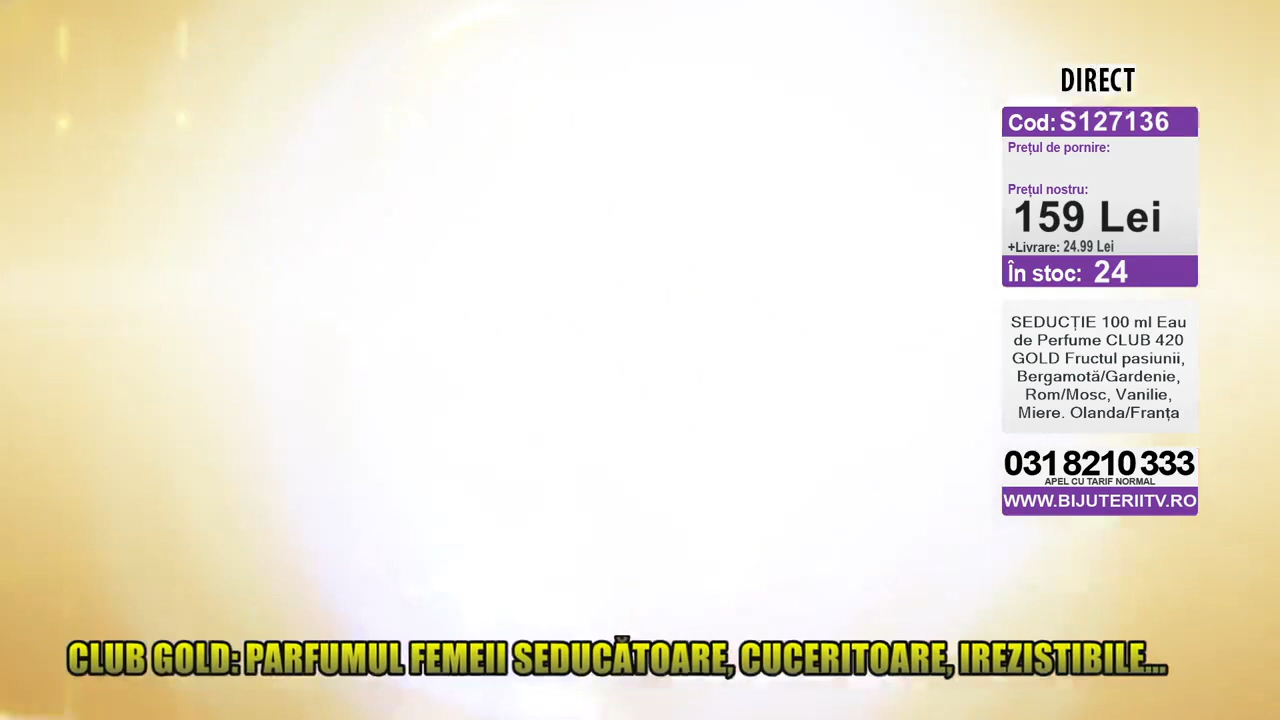 DIRECT
Cod: S127136
Prețul de pornire:
Prețul nostru:
159 Lei
+Livrare: 24.99 Lei
În stoc: 24
SEDUCȚIE 100 ml Eau
de Perfume CLUB 420
GOLD Fructul pasiunii,
Bergamotă/Gardenie,
Rom/Mosc, Vanilie,
Miere. Olanda/Franța
031 8210 333
APEL CU TARIF NORMAL
WWW.BIJUTERIITV.RO
CLUB GOLD: PARFUMUL FEMEII SEDUCĂTOARE, CUCERITOARE, IREZISTIBILE...